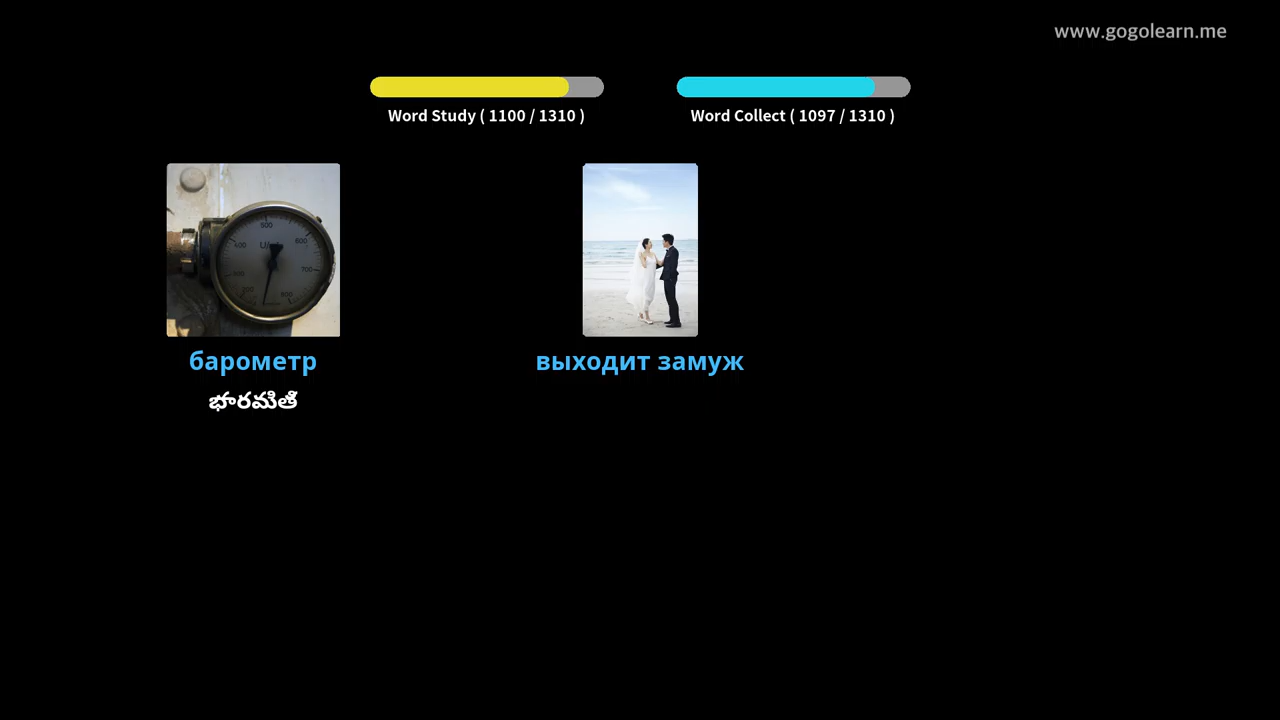 www.gogolearn.me
Word Study ( 1100 / 1310 )
Word Collect ( 1097 / 1310 )
барометр
выходит замуж
భారమితి